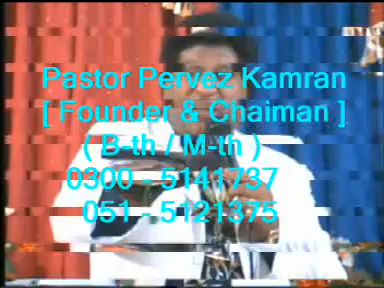 Pastor Pervez Kamran
[ Founder & Chaiman ]
( B-th / M-th )
0300 - 5141737
051 - 5121375